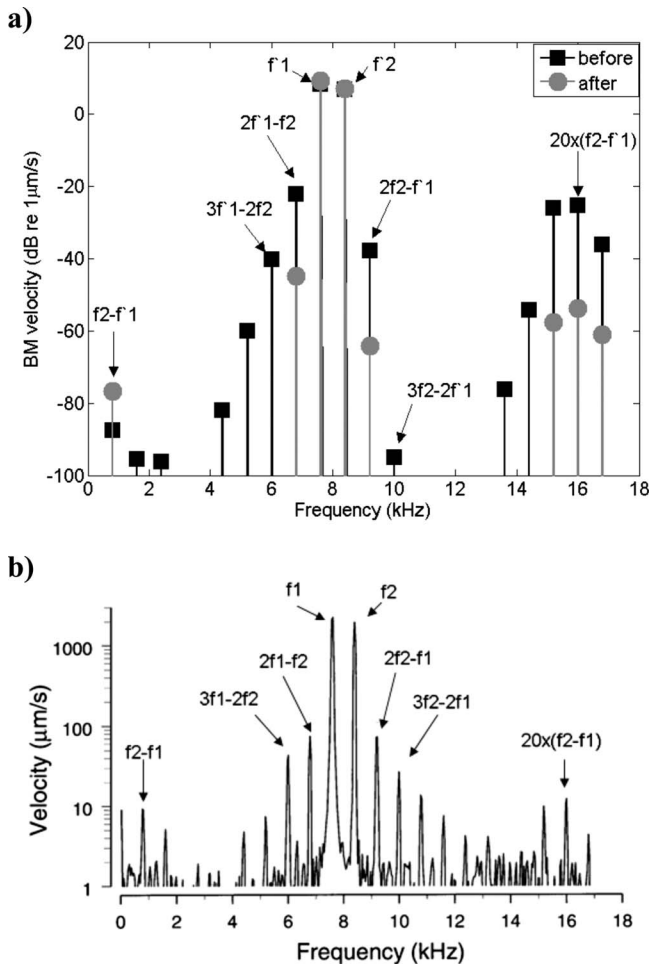 a)
20
0
-20
-40
-60
-80
-100
BM velocity (dB re 1μm/s)
before
after
f`1
f`2
2f`1-f2
20x(f2-f`1)
2f2-f`1
3f`1-2f2
f2-f`1
3f2-2f`1
0 2 4 6 8 10 12 14 16 18
Frequency (kHz)
b)
1000
100
10
1
Velocity (μm/s)
f1
f2
2f1-f2
2f2-f1
3f1-2f2
3f2-2f1
f2-f1
20x(f2-f1)
0 2 4 6 8 10 12 14 16 18
Frequency (kHz)